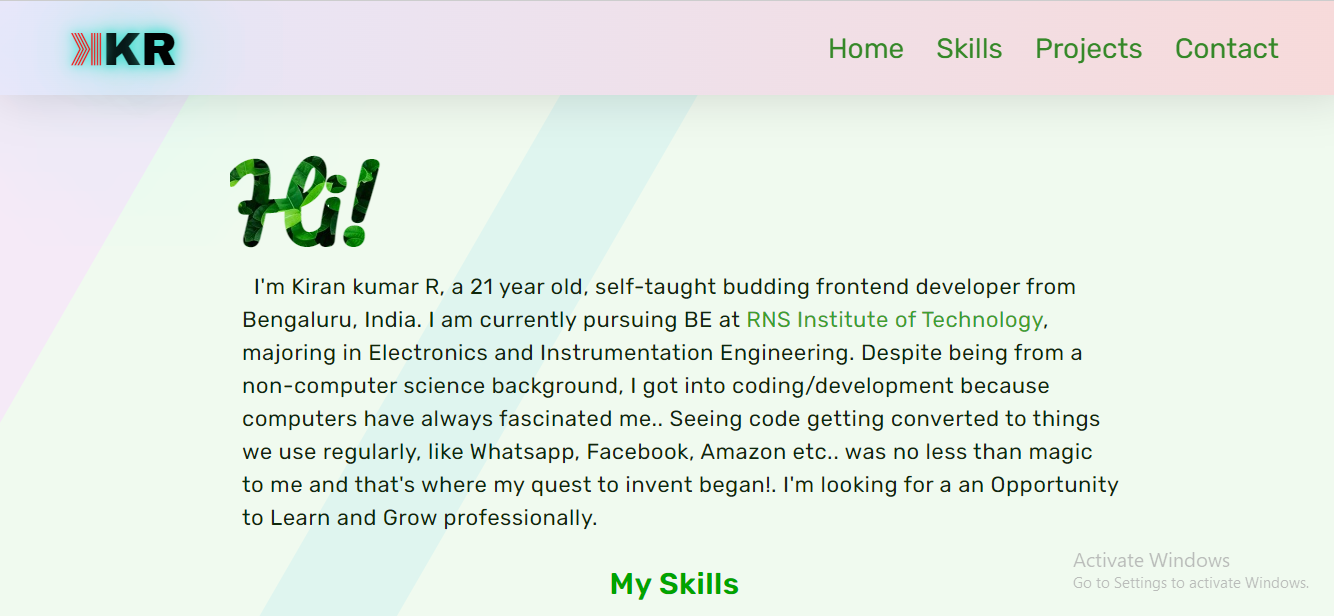 KR
Home Skills Projects Contact
Hi!
I'm Kiran kumar R, a 21 year old, self-taught budding frontend developer from
Bengaluru, India. I am currently pursuing BE at RNS Institute of Technology,
majoring in Electronics and Instrumentation Engineering. Despite being from a
non-computer science background, I got into coding/development because
computers have always fascinated me.. Seeing code getting converted to things
we use regularly, like Whatsapp, Facebook, Amazon etc.. was no less than magic
to me and that's where my quest to invent began!. I'm looking for a an Opportunity
to Learn and Grow professionally.
My Skills
Activate Windows
Go to Settings to activate Windows.